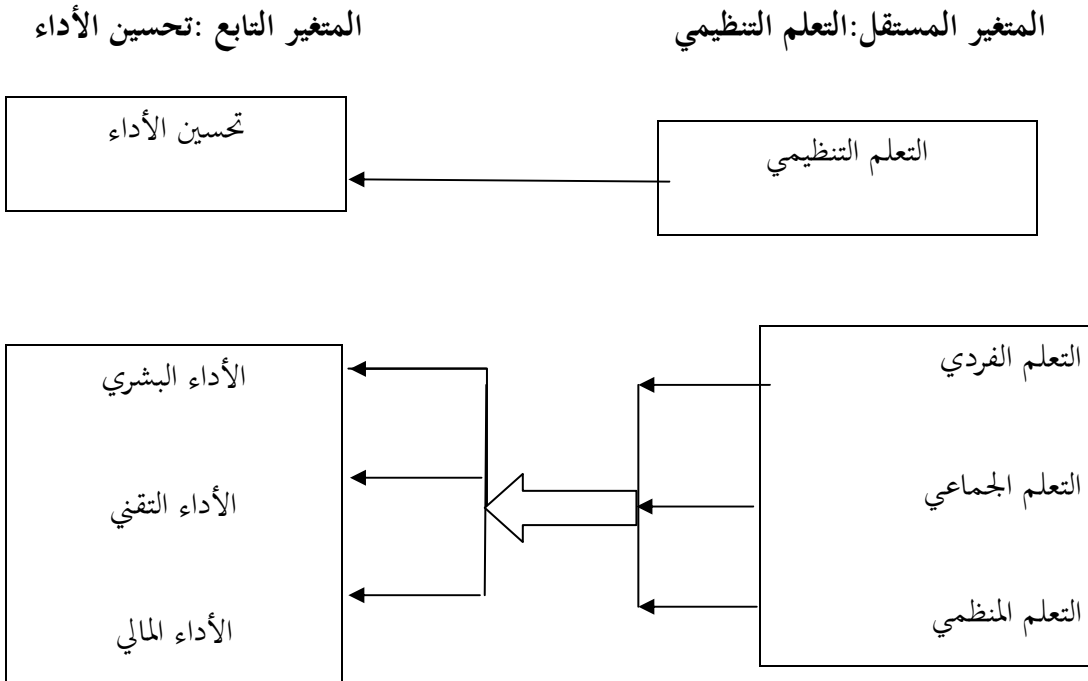 المتغير المستقل:التعلم التنظيمي
المتغير التابع :تحسين الأداء
التعلم التنظيمي
تحسين الأداء
التعلم الفردي
التعلم الجماعي
التعلم المنظمي
الأداء البشري
الأداء التقني
الأداء المالي